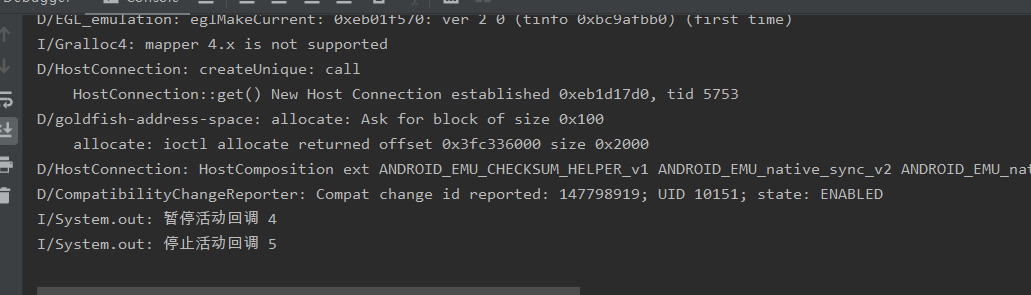 Debugger Console
D/EGL_emulation: eglMakeCurrent: 0xeb01f570: ver 2 0 (tinfo 0xbc9afbb0) (first time)
I/Gralloc4: mapper 4.x is not supported
D/HostConnection: createUnique: call
HostConnection::get() New Host Connection established 0xeb1d17d0, tid 5753
D/goldfish-address-space: allocate: Ask for block of size 0x100
allocate: ioctl allocate returned offset 0x3fc336000 size 0x2000
D/HostConnection: HostComposition ext ANDROID_EMU_CHECKSUM_HELPER_v1 ANDROID_EMU_native_sync_v2 ANDROID_EMU_nat
D/CompatibilityChangeReporter: Compat change id reported: 147798919; UID 10151; state: ENABLED
I/System.out: 暂停活动回调 4
I/System.out: 停止活动回调 5